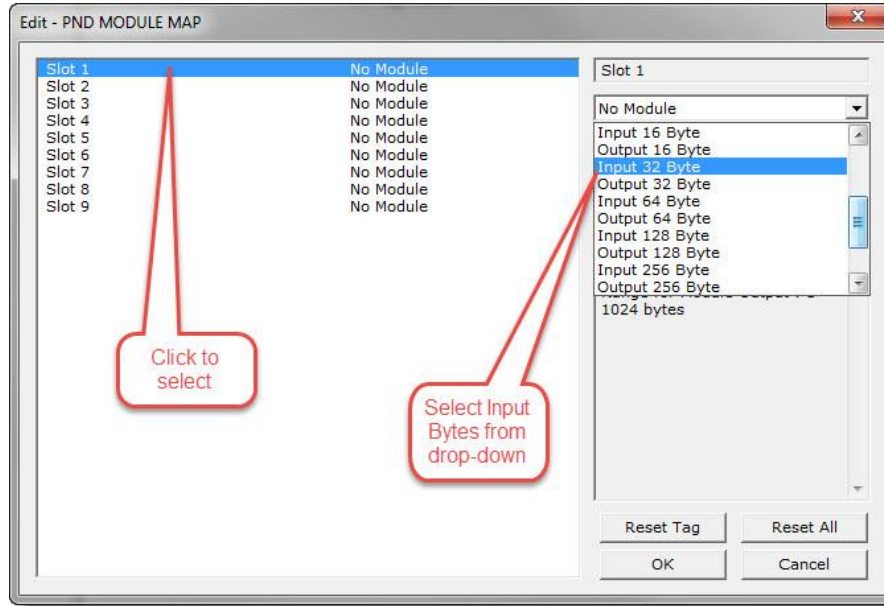 Edit - PND MODULE MAP
Slot 1 No Module
Slot 2 No Module
Slot 3 No Module
Slot 4 No Module
Slot 5 No Module
Slot 6 No Module
Slot 7 No Module
Slot 8 No Module
Slot 9 No Module
Slot 1
No Module
Input 16 Byte
Output 16 Byte
Input 32 Byte
Output 32 Byte
Input 64 Byte
Output 64 Byte
Input 128 Byte
Output 128 Byte
Input 256 Byte
Output 256 Byte
1024 bytes
Click to
select
Select Input
Bytes from
drop-down
Reset Tag Reset All
OK Cancel